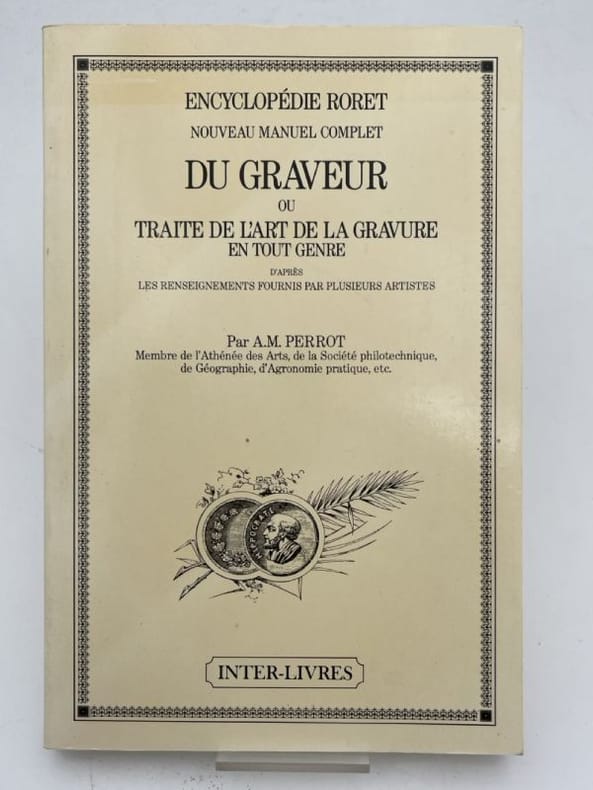 ENCYCLOPÉDIE RORET
NOUVEAU MANUEL COMPLET
DU GRAVEUR
OU
TRAITE DE L'ART DE LA GRAVURE
EN TOUT GENRE
D'APRÈS
LES RENSEIGNEMENTS FOURNIS PAR PLUSIEURS ARTISTES
Par A.M. PERROT
Membre de l'Athénée des Arts, de la Société philotechnique,
de Géographie, d'Agronomie pratique, etc.
HIPPOCRATE
INTER-LIVRES